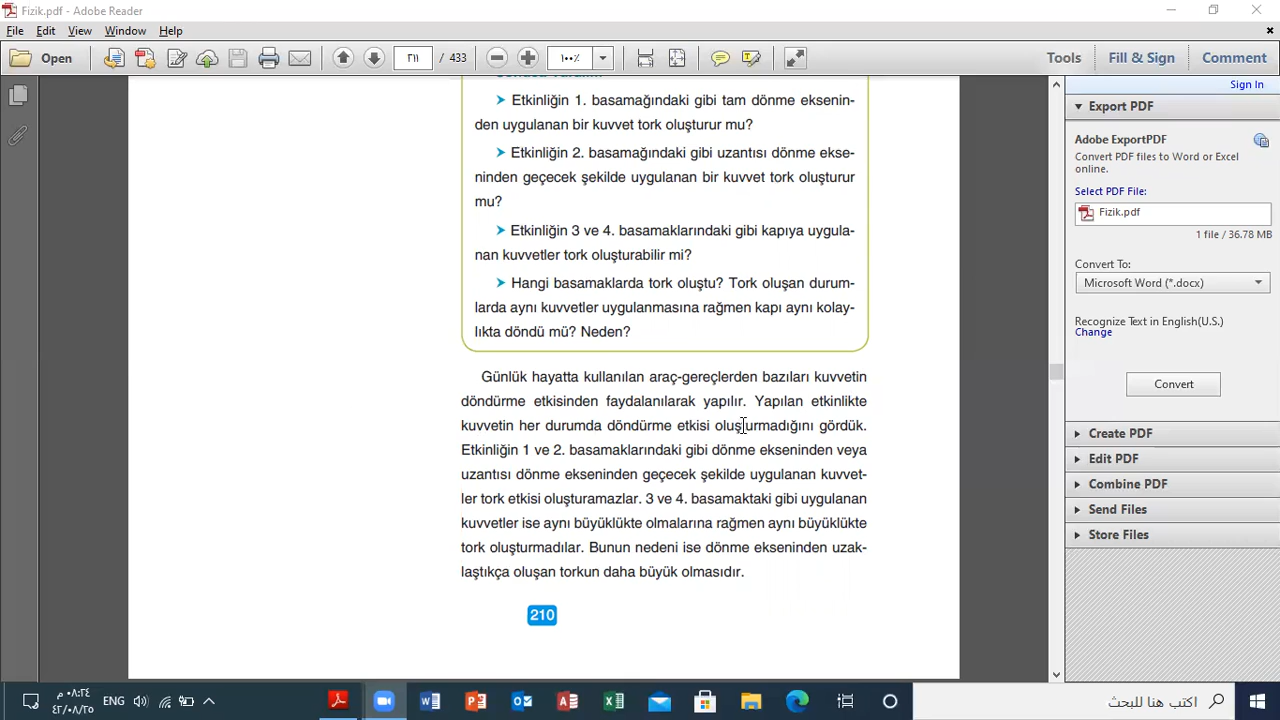 Fizik.pdf - Adobe Reader
File Edit View Window Help
Open ٣١١ / 433 ١٠٠٪ Tools Fill & Sign Comment
Sign In
Export PDF
Adobe ExportPDF
Convert PDF files to Word or Excel
online.
Select PDF File:
Fizik.pdf
1 file / 36.78 MB
Convert To:
Microsoft Word (*.docx)
Recognize Text in English(U.S.)
Change
Convert
Create PDF
Edit PDF
Combine PDF
Send Files
Store Files
➤ Etkinliğin 1. basamağındaki gibi tam dönme eksenin-
den uygulanan bir kuvvet tork oluşturur mu?
➤ Etkinliğin 2. basamağındaki gibi uzantısı dönme ekse-
ninden geçecek şekilde uygulanan bir kuvvet tork oluşturur
mu?
➤ Etkinliğin 3 ve 4. basamaklarındaki gibi kapıya uygula-
nan kuvvetler tork oluşturabilir mi?
➤ Hangi basamaklarda tork oluştu? Tork oluşan durum-
larda aynı kuvvetler uygulanmasına rağmen kapı aynı kolay-
lıkta döndü mü? Neden?
Günlük hayatta kullanılan araç-gereçlerden bazıları kuvvetin
döndürme etkisinden faydalanılarak yapılır. Yapılan etkinlikte
kuvvetin her durumda döndürme etkisi oluşturmadığını gördük.
Etkinliğin 1 ve 2. basamaklarındaki gibi dönme ekseninden veya
uzantısı dönme ekseninden geçecek şekilde uygulanan kuvvet-
ler tork etkisi oluşturamazlar. 3 ve 4. basamaktaki gibi uygulanan
kuvvetler ise aynı büyüklükte olmalarına rağmen aynı büyüklükte
tork oluşturmadılar. Bunun nedeni ise dönme ekseninden uzak-
laştıkça oluşan torkun daha büyük olmasıdır.
210
٠٨:٢٤ م
٤٢/٠٨/٢٥
ENG
اكتب هنا للبحث